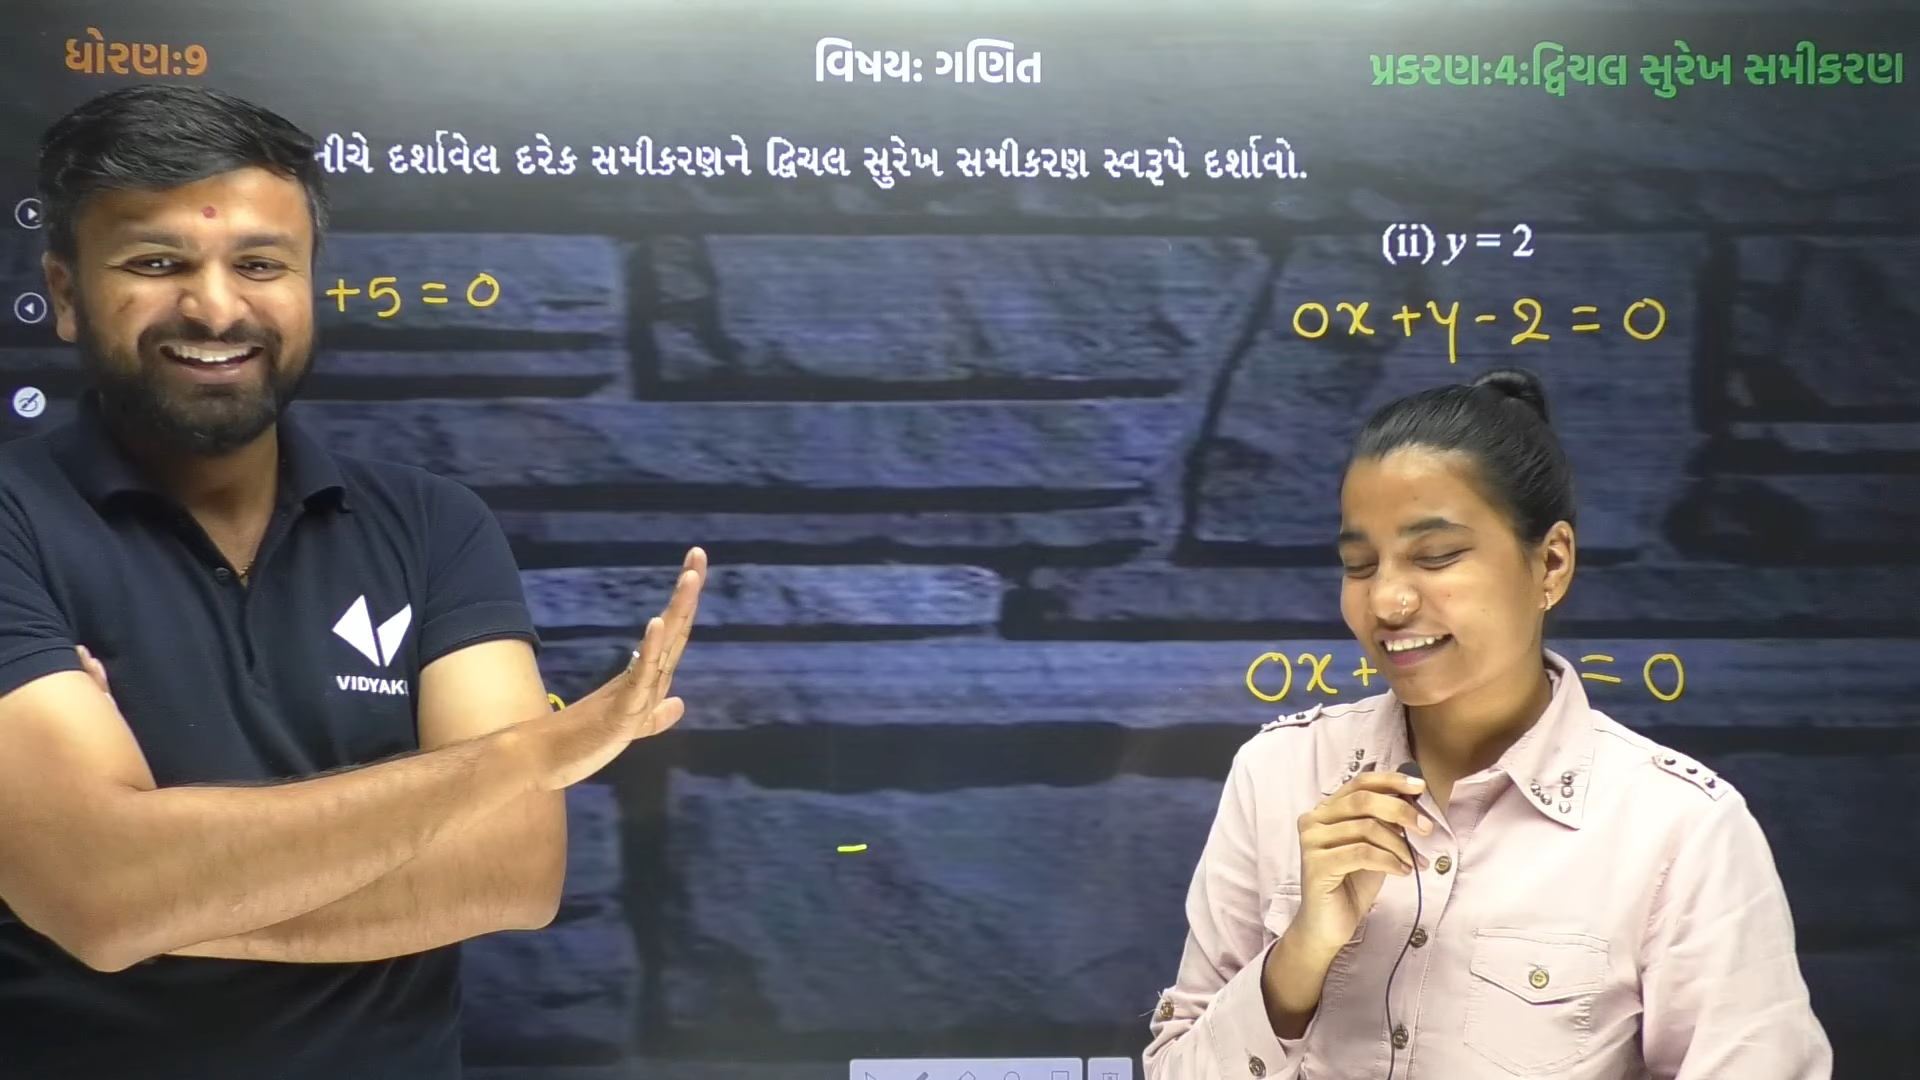 ધોરણ:9
વિષય: ગણિત
પ્રકરણ:4:દ્વિચલ સુરેખ સમીકરણ
દર્શાવેલ દરેક સમીકરણને દ્વિચલ સુરેખ સમીકરણ સ્વરૂપે દર્શાવો.
(ii) y = 2
+5 = 0
0x + y - 2 = 0
0x +
= 0
VIDYAK